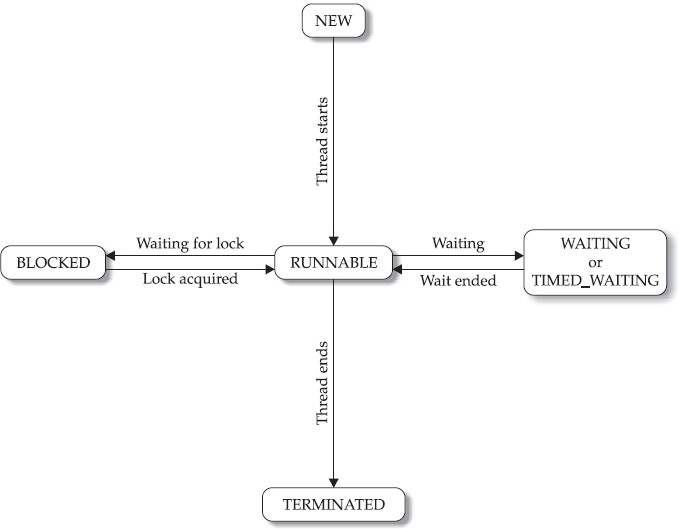 NEW
Thread starts
Waiting for lock
Waiting
BLOCKED
RUNNABLE
WAITING
or
TIMED_WAITING
Lock acquired
Wait ended
Thread ends
TERMINATED